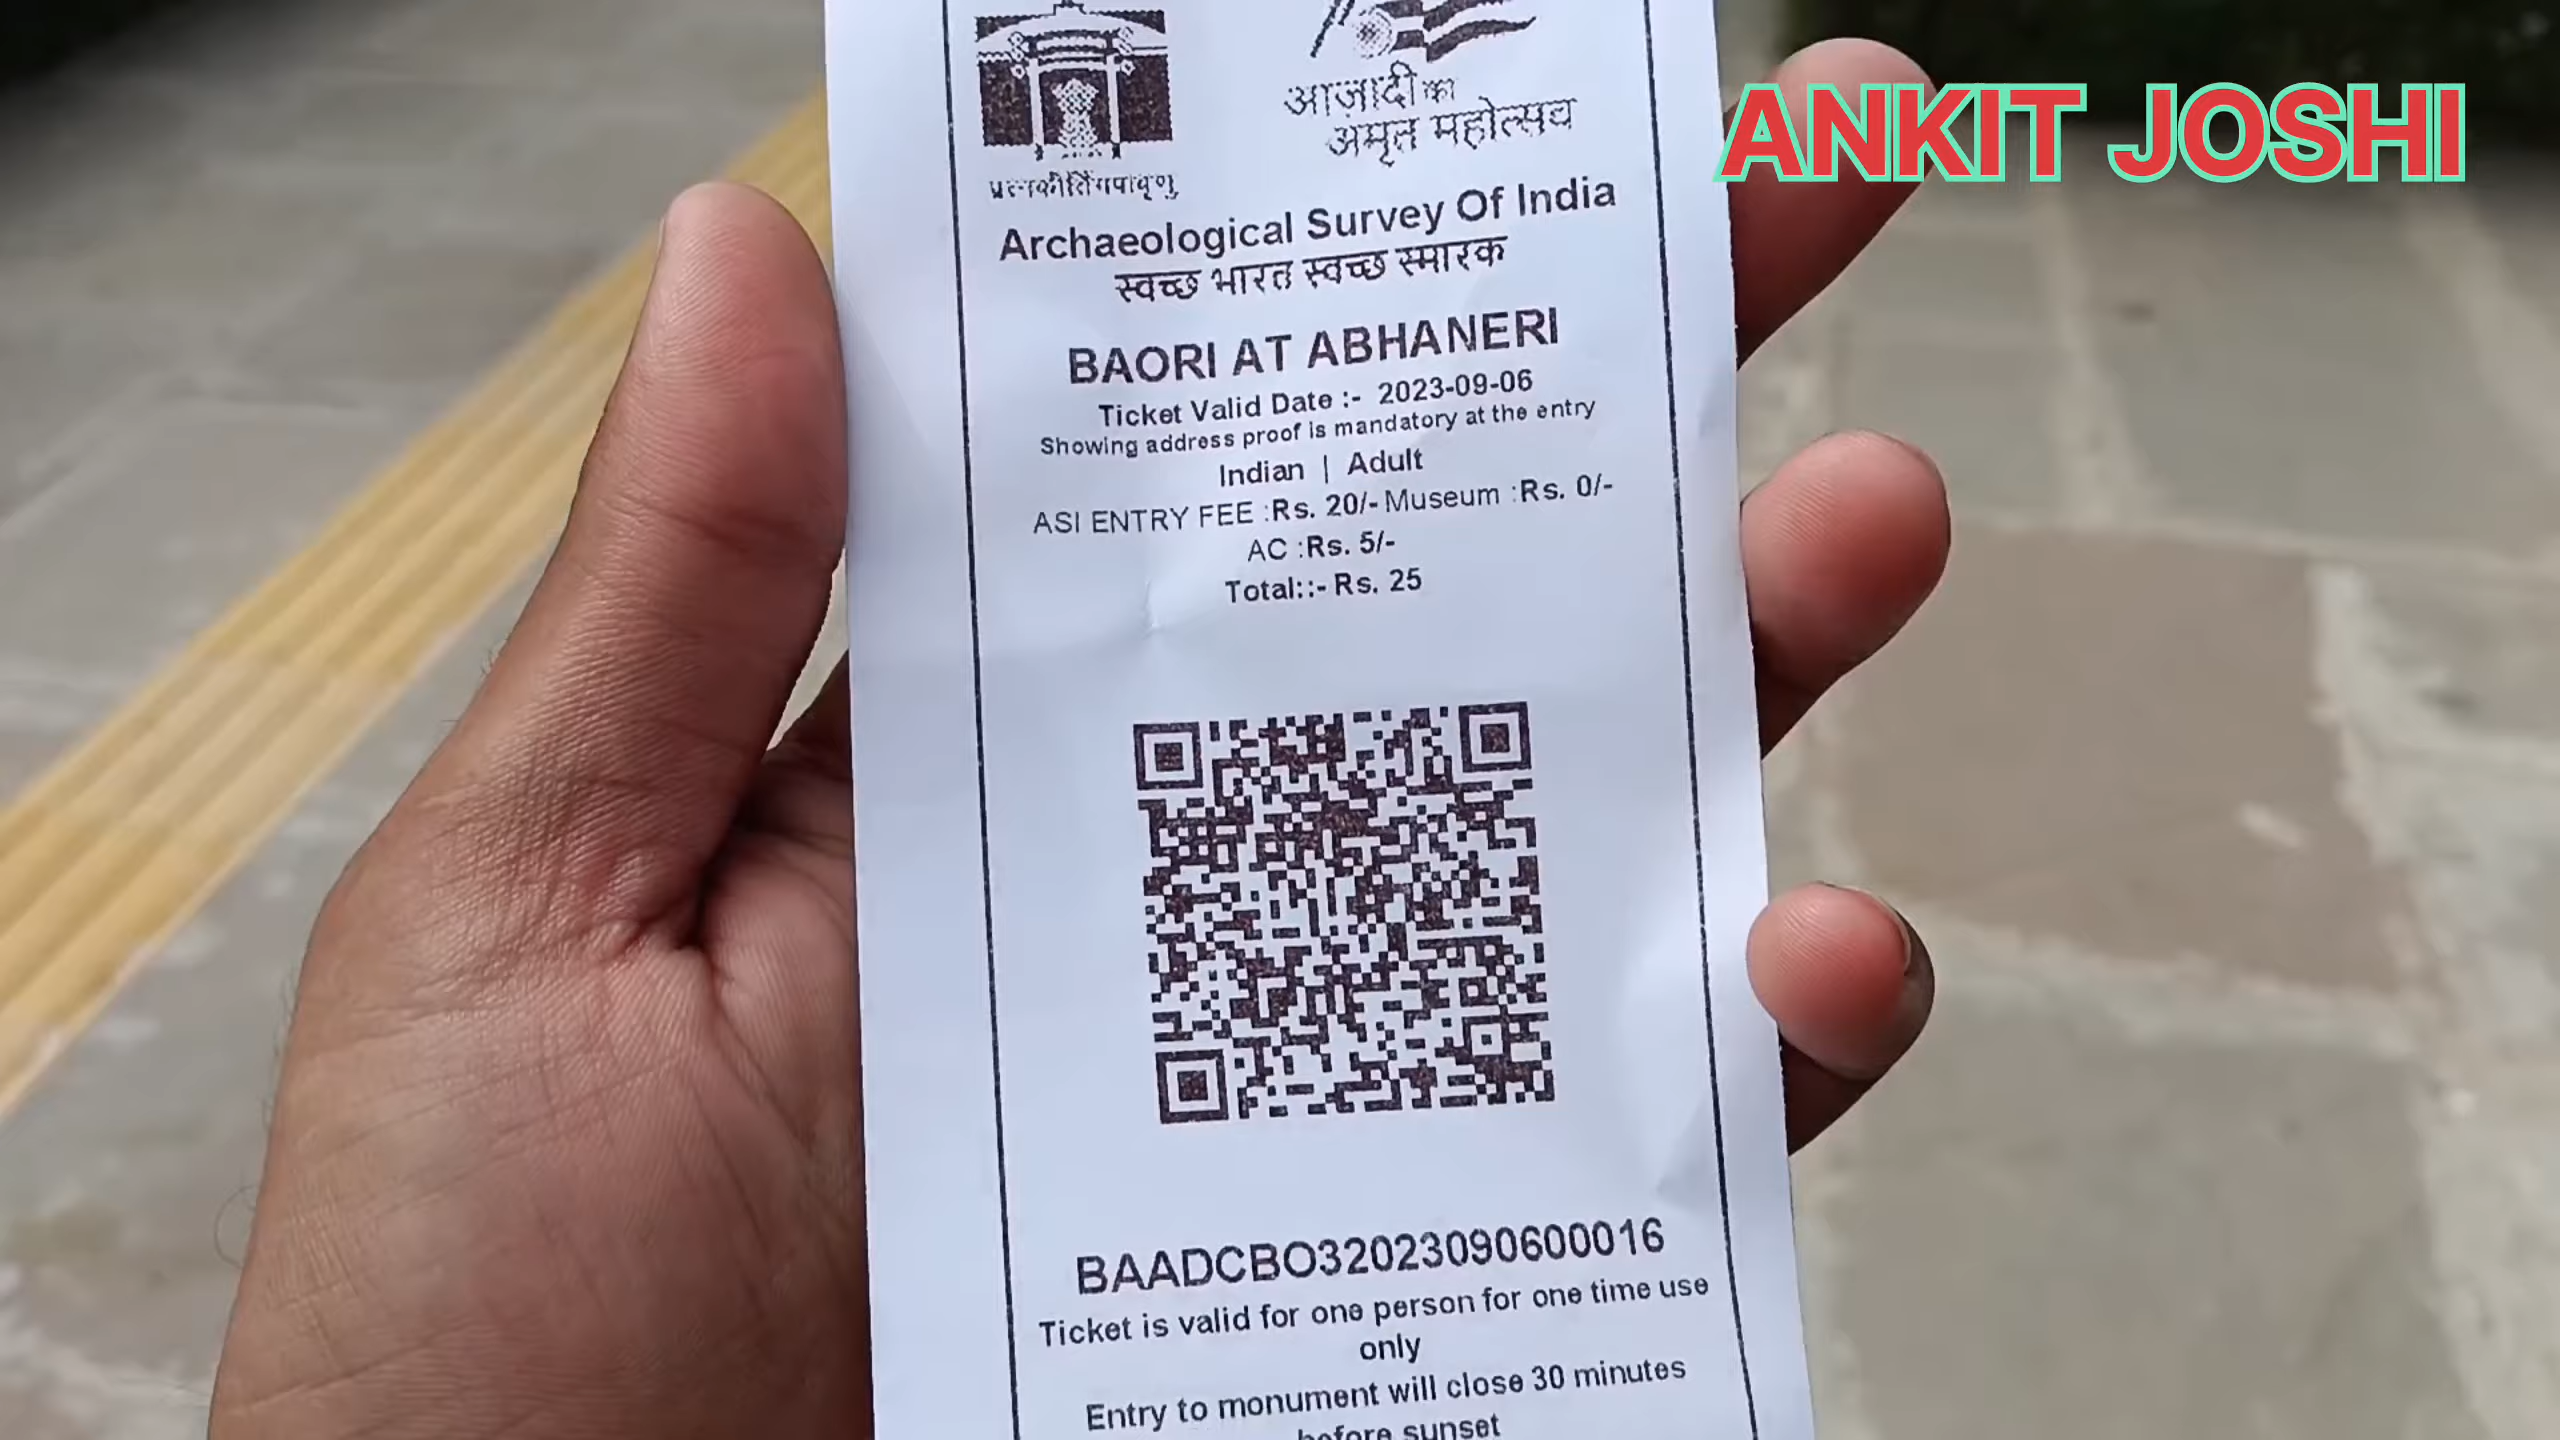 आज़ादी का
अमृत महोत्सव
प्रत्नकीर्तिमपावृणु
ANKIT JOSHI
Archaeological Survey Of India
स्वच्छ भारत स्वच्छ स्मारक
BAORI AT ABHANERI
Ticket Valid Date :- 2023-09-06
Showing address proof is mandatory at the entry
Indian | Adult
ASI ENTRY FEE :Rs. 20/- Museum :Rs. 0/-
AC :Rs. 5/-
Total::- Rs. 25
BAADCBO32023090600016
Ticket is valid for one person for one time use
only
Entry to monument will close 30 minutes
before sunset